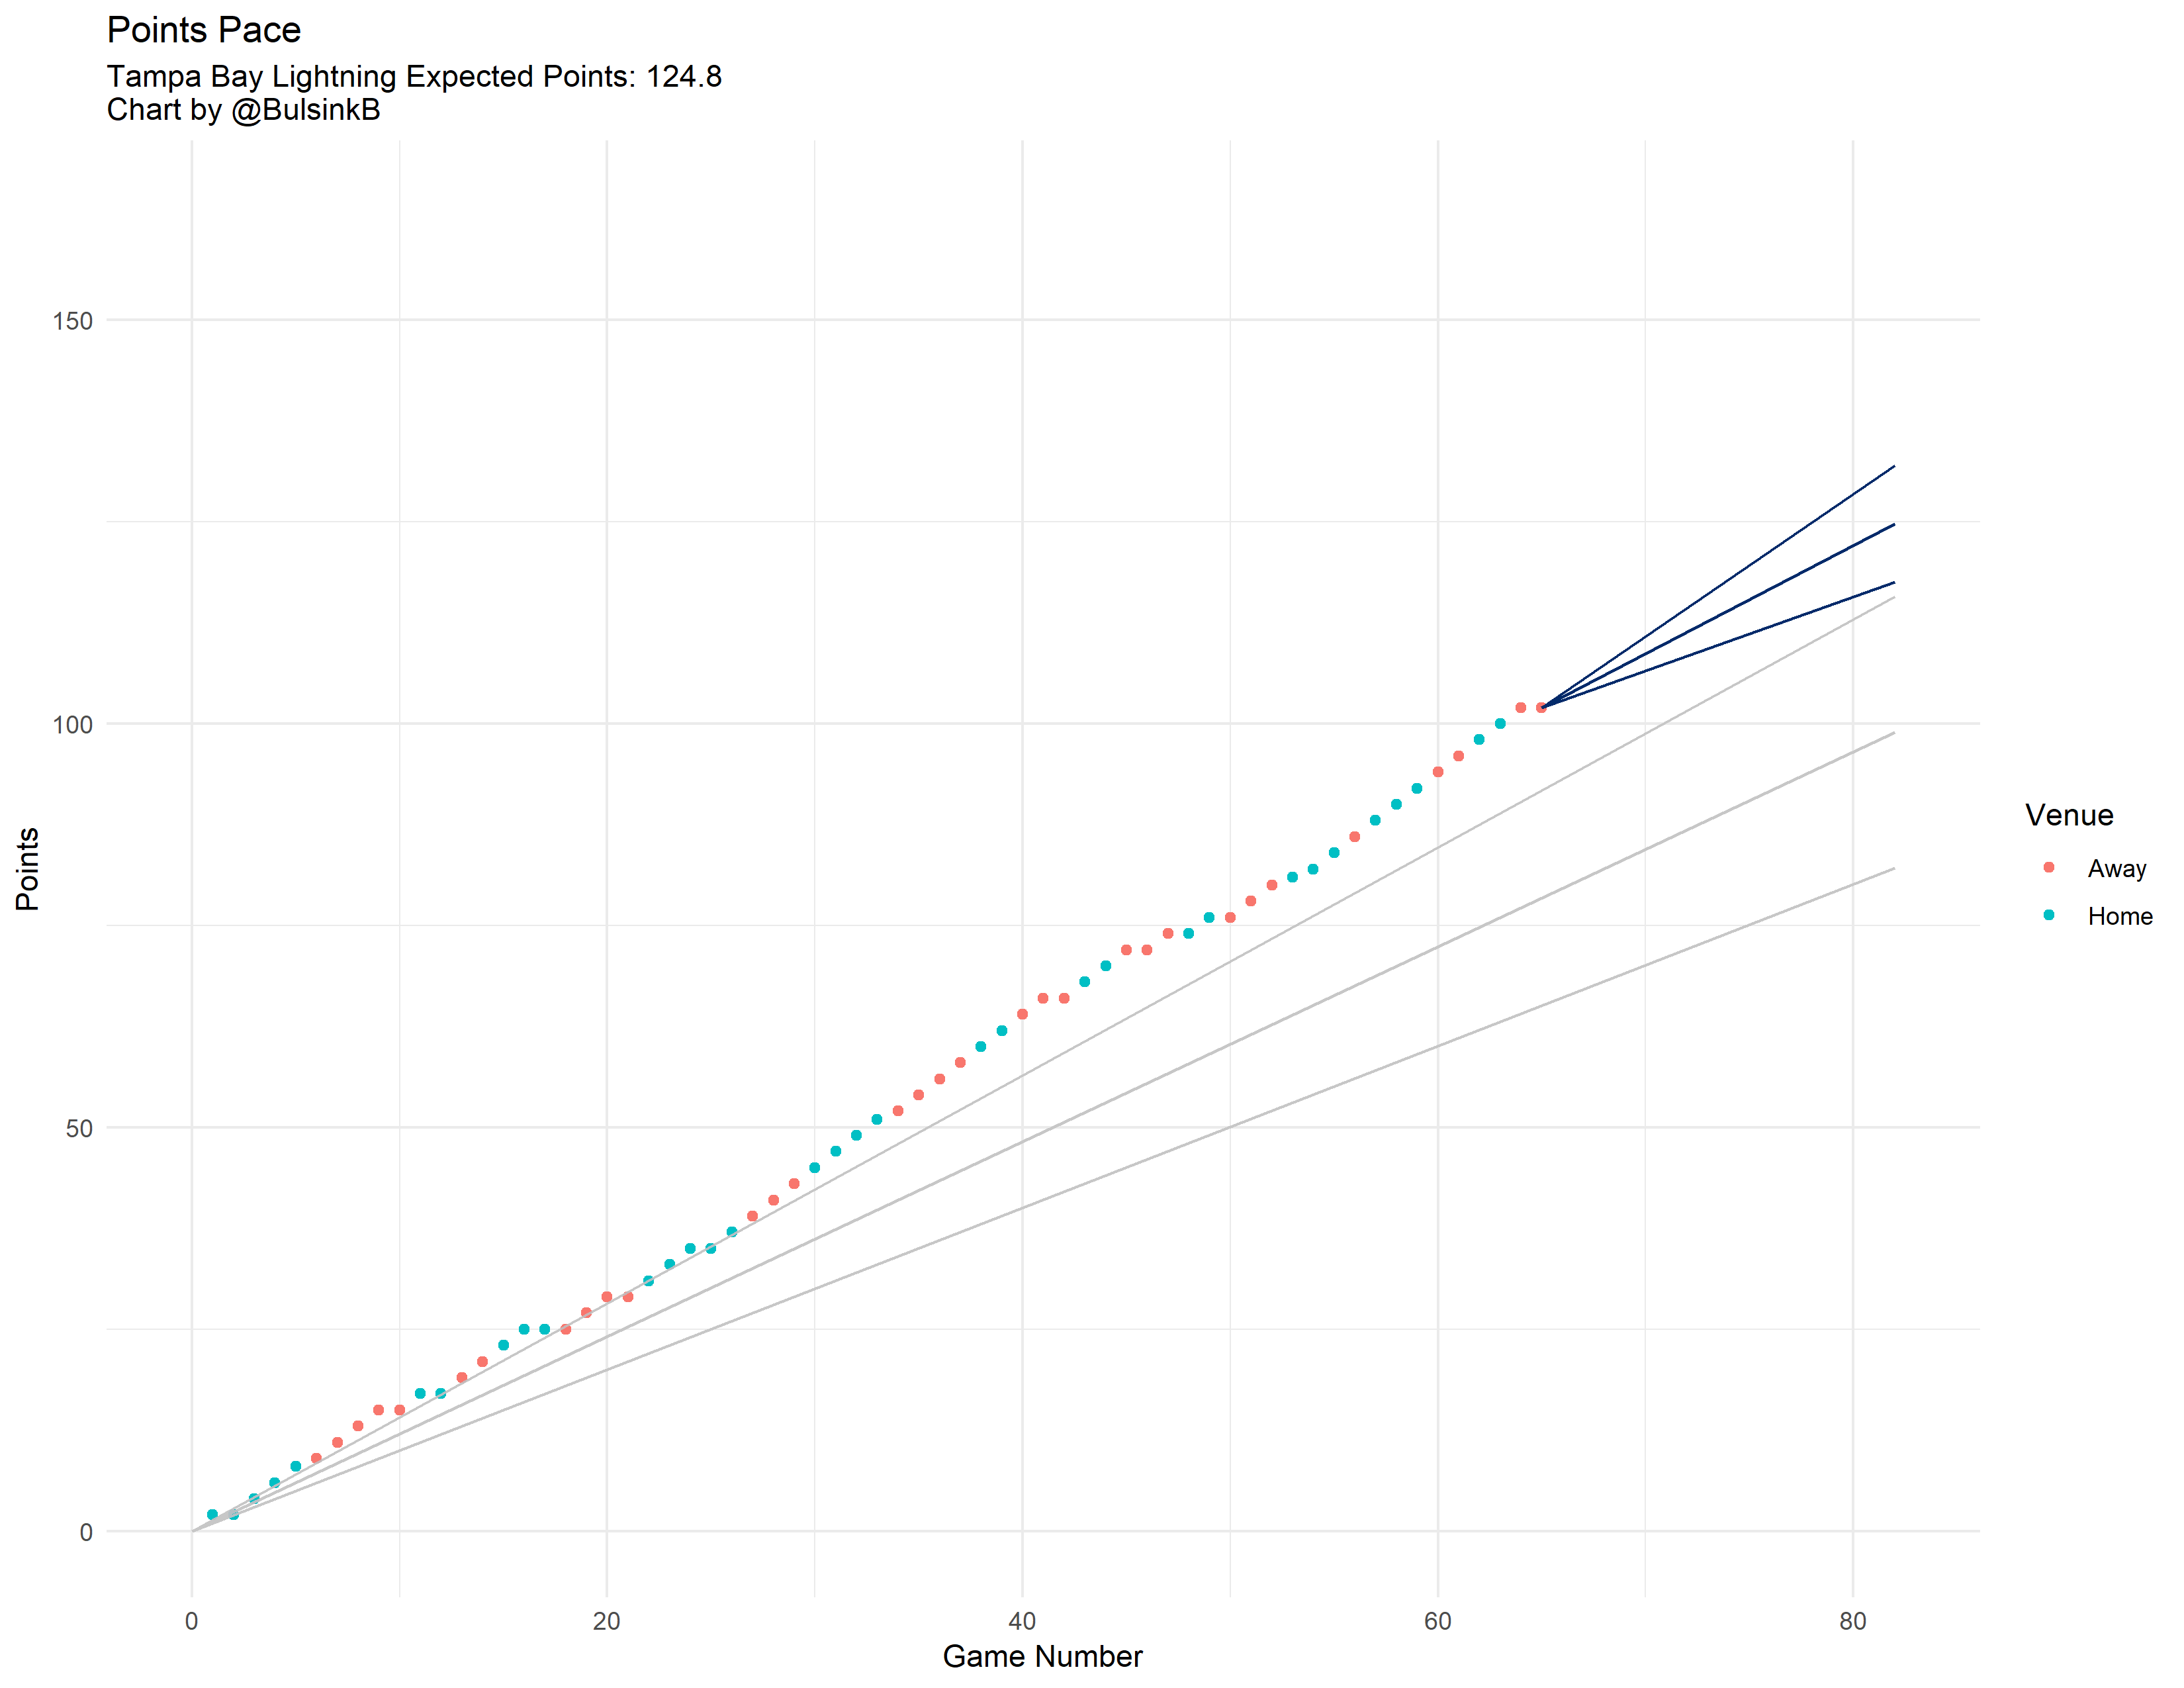 Points Pace
Tampa Bay Lightning Expected Points: 124.8
Chart by @BulsinkB
150
100
50
0
Points
0 20 40 60 80
Game Number
Venue
Away
Home